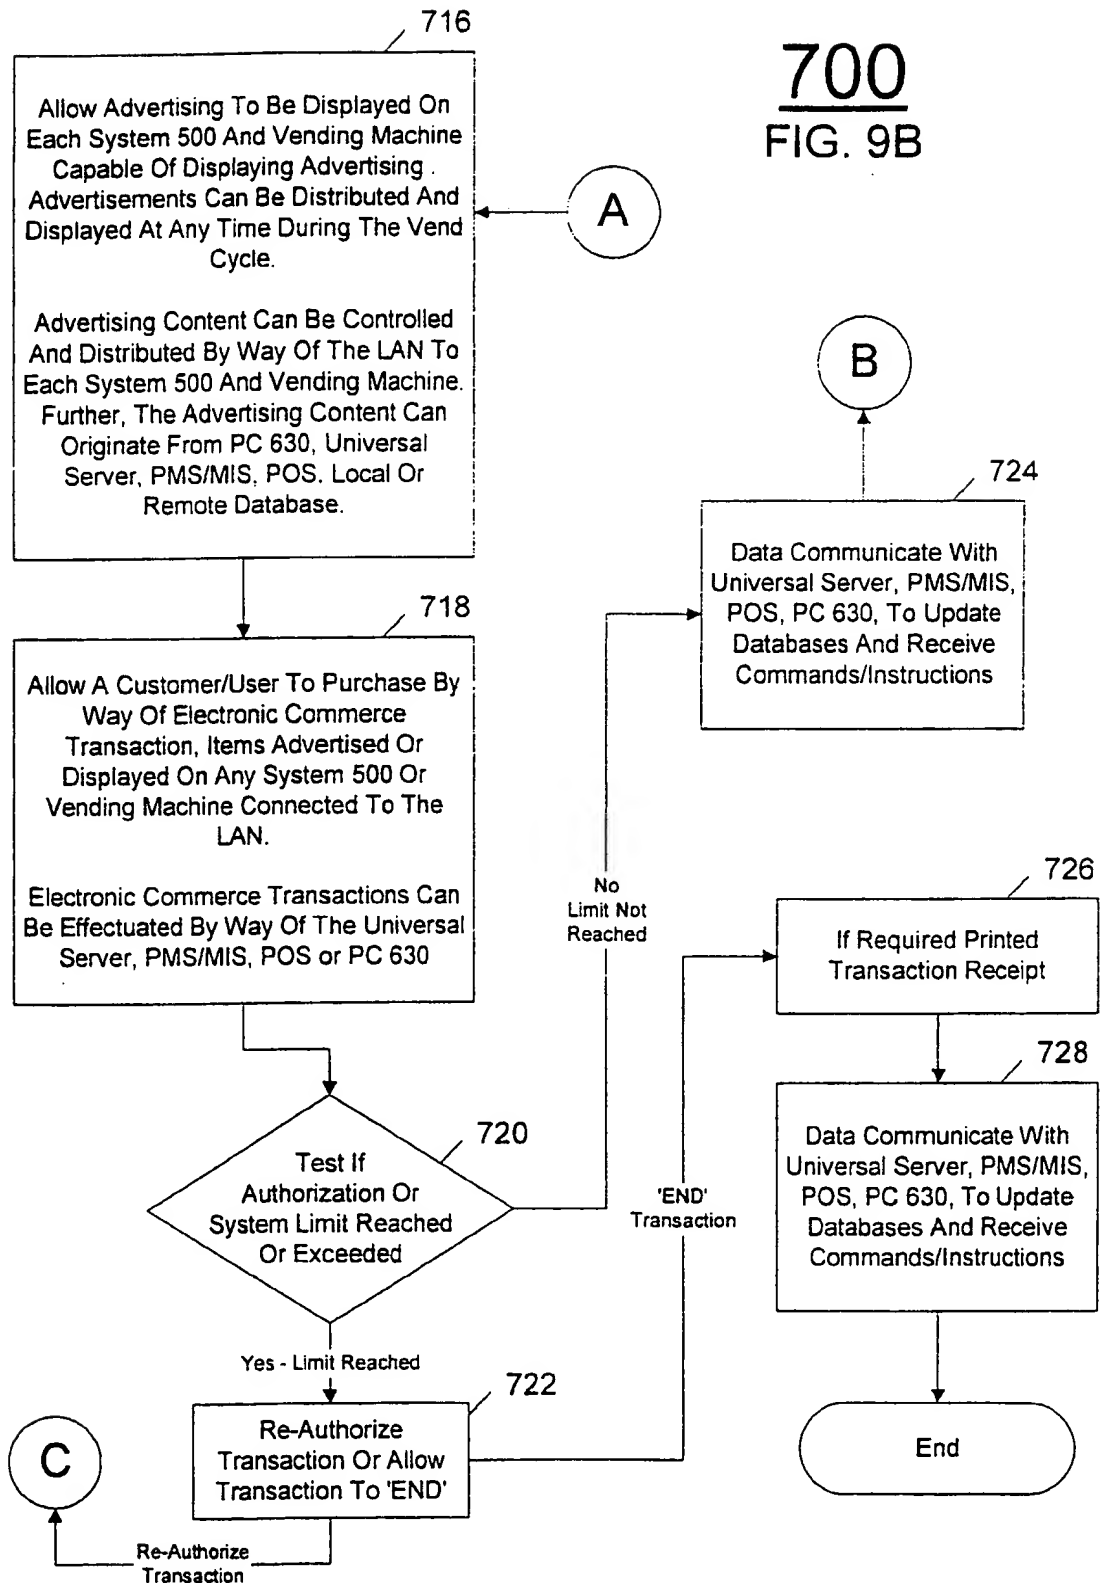 716
700
FIG. 9B
Allow Advertising To Be Displayed On
Each System 500 And Vending Machine
Capable Of Displaying Advertising .
Advertisements Can Be Distributed And
Displayed At Any Time During The Vend
Cycle.
Advertising Content Can Be Controlled
And Distributed By Way Of The LAN To
Each System 500 And Vending Machine.
Further, The Advertising Content Can
Originate From PC 630, Universal
Server, PMS/MIS, POS. Local Or
Remote Database.
A
B
724
Data Communicate With
Universal Server, PMS/MIS,
POS, PC 630, To Update
Databases And Receive
Commands/Instructions
718
Allow A Customer/User To Purchase By
Way Of Electronic Commerce
Transaction, Items Advertised Or
Displayed On Any System 500 Or
Vending Machine Connected To The
LAN.
Electronic Commerce Transactions Can
Be Effectuated By Way Of The Universal
Server, PMS/MIS, POS or PC 630
No
Limit Not
Reached
726
If Required Printed
Transaction Receipt
728
Data Communicate With
Universal Server, PMS/MIS,
POS, PC 630, To Update
Databases And Receive
Commands/Instructions
720
Test If
Authorization Or
System Limit Reached
Or Exceeded
'END'
Transaction
Yes - Limit Reached
722
Re-Authorize
Transaction Or Allow
Transaction To 'END'
End
C
Re-Authorize
Transaction